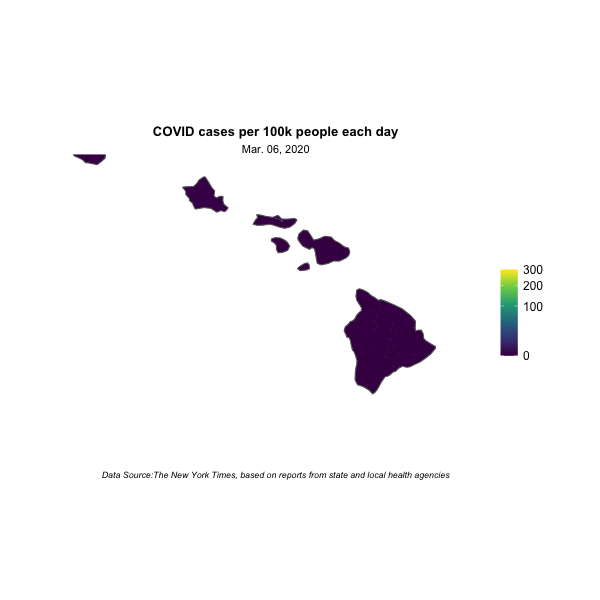 COVID cases per 100k people each day
Mar. 06, 2020
300
200
100
0
Data Source:The New York Times, based on reports from state and local health agencies